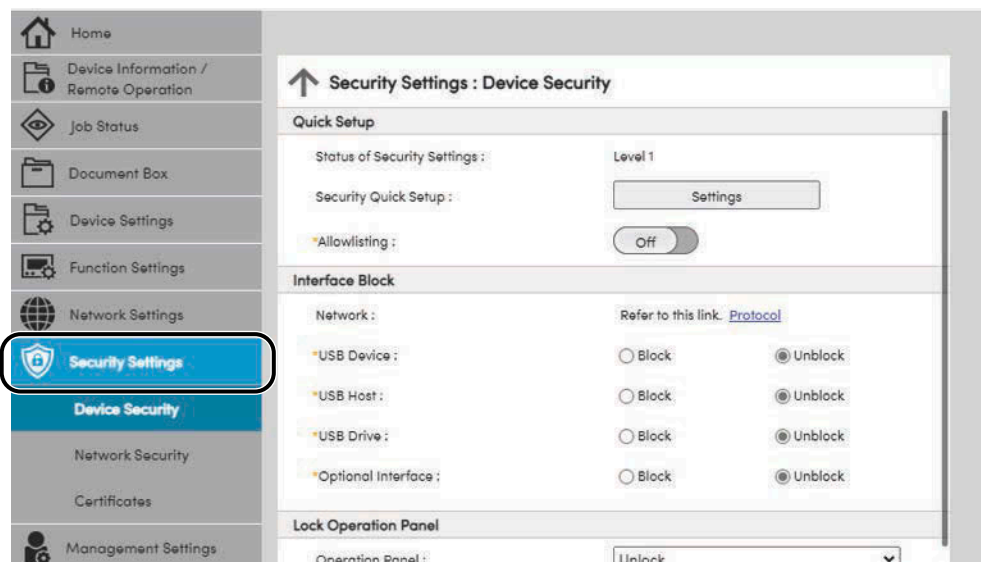 Home
Device Information /
Remote Operation
Job Status
Document Box
Device Settings
Function Settings
Network Settings
Security Settings
Device Security
Network Security
Certificates
Management Settings
Security Settings : Device Security
Quick Setup
Status of Security Settings : Level 1
Security Quick Setup : Settings
*Allowlisting : Off
Interface Block
Network : Refer to this link. Protocol
*USB Device : Block Unblock
*USB Host : Block Unblock
*USB Drive : Block Unblock
*Optional Interface : Block Unblock
Lock Operation Panel
Operation Panel : Unlock